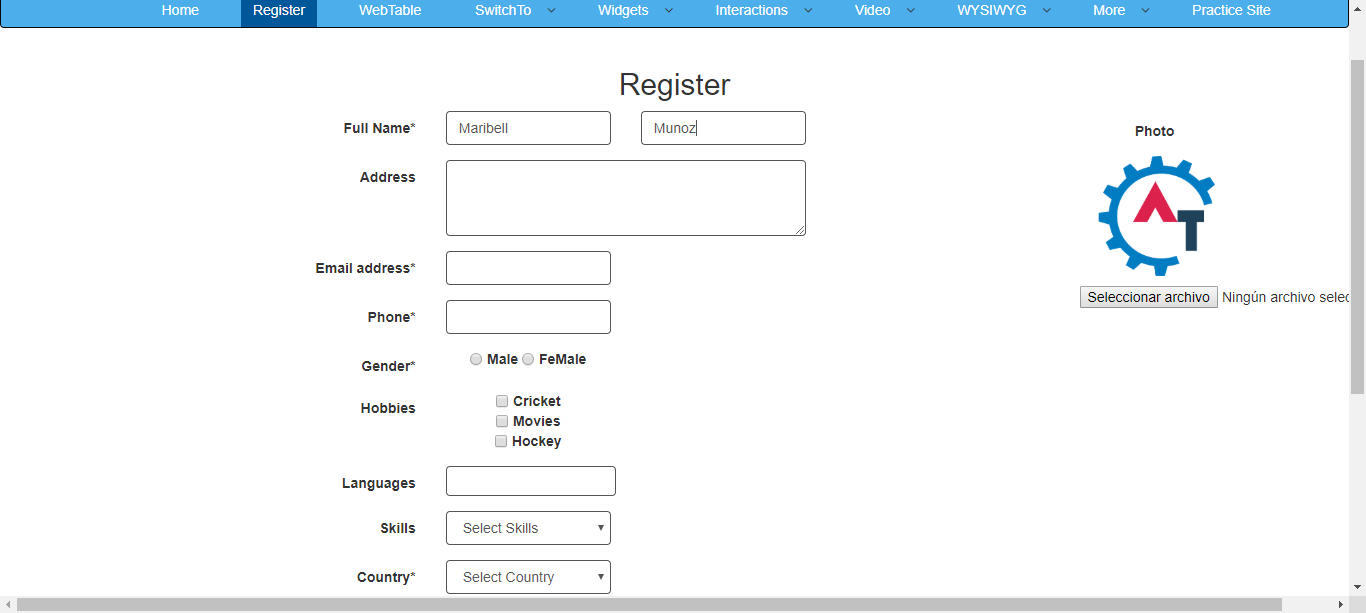 Home Register WebTable SwitchTo Widgets Interactions Video WYSIWYG More Practice Site
Register
Full Name* Maribell Munoz
Photo
Address
AT
Email address*
Seleccionar archivo Ningún archivo selec
Phone*
Gender* Male FeMale
Hobbies Cricket
Movies
Hockey
Languages
Skills Select Skills
Country* Select Country